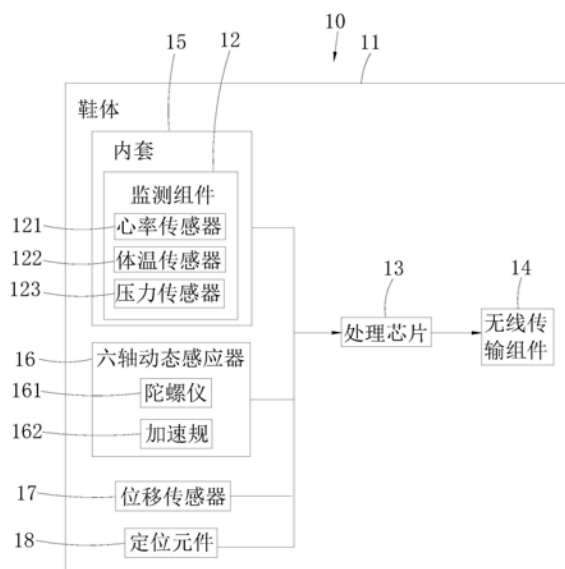 10
15
12
11
鞋体
内套
监测组件
121
心率传感器
122
体温传感器
123
压力传感器
13
14
处理芯片
无线传
输组件
16
六轴动态感应器
161
陀螺仪
162
加速规
17
位移传感器
18
定位元件